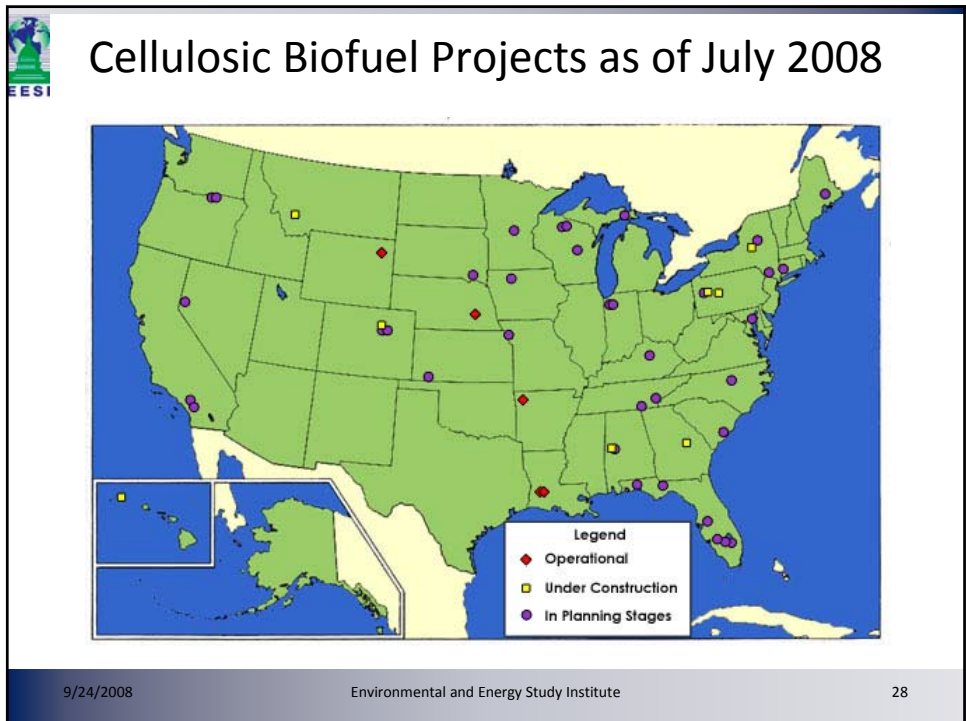 EESI
Cellulosic Biofuel Projects as of July 2008
Legend
Operational
Under Construction
In Planning Stages
9/24/2008
Environmental and Energy Study Institute
28